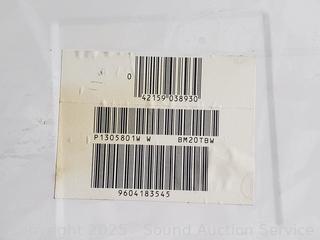 0 42159 038930
P1305801W W BM20TBW
9604183545
Copyright 2025 - Sound Auction Service